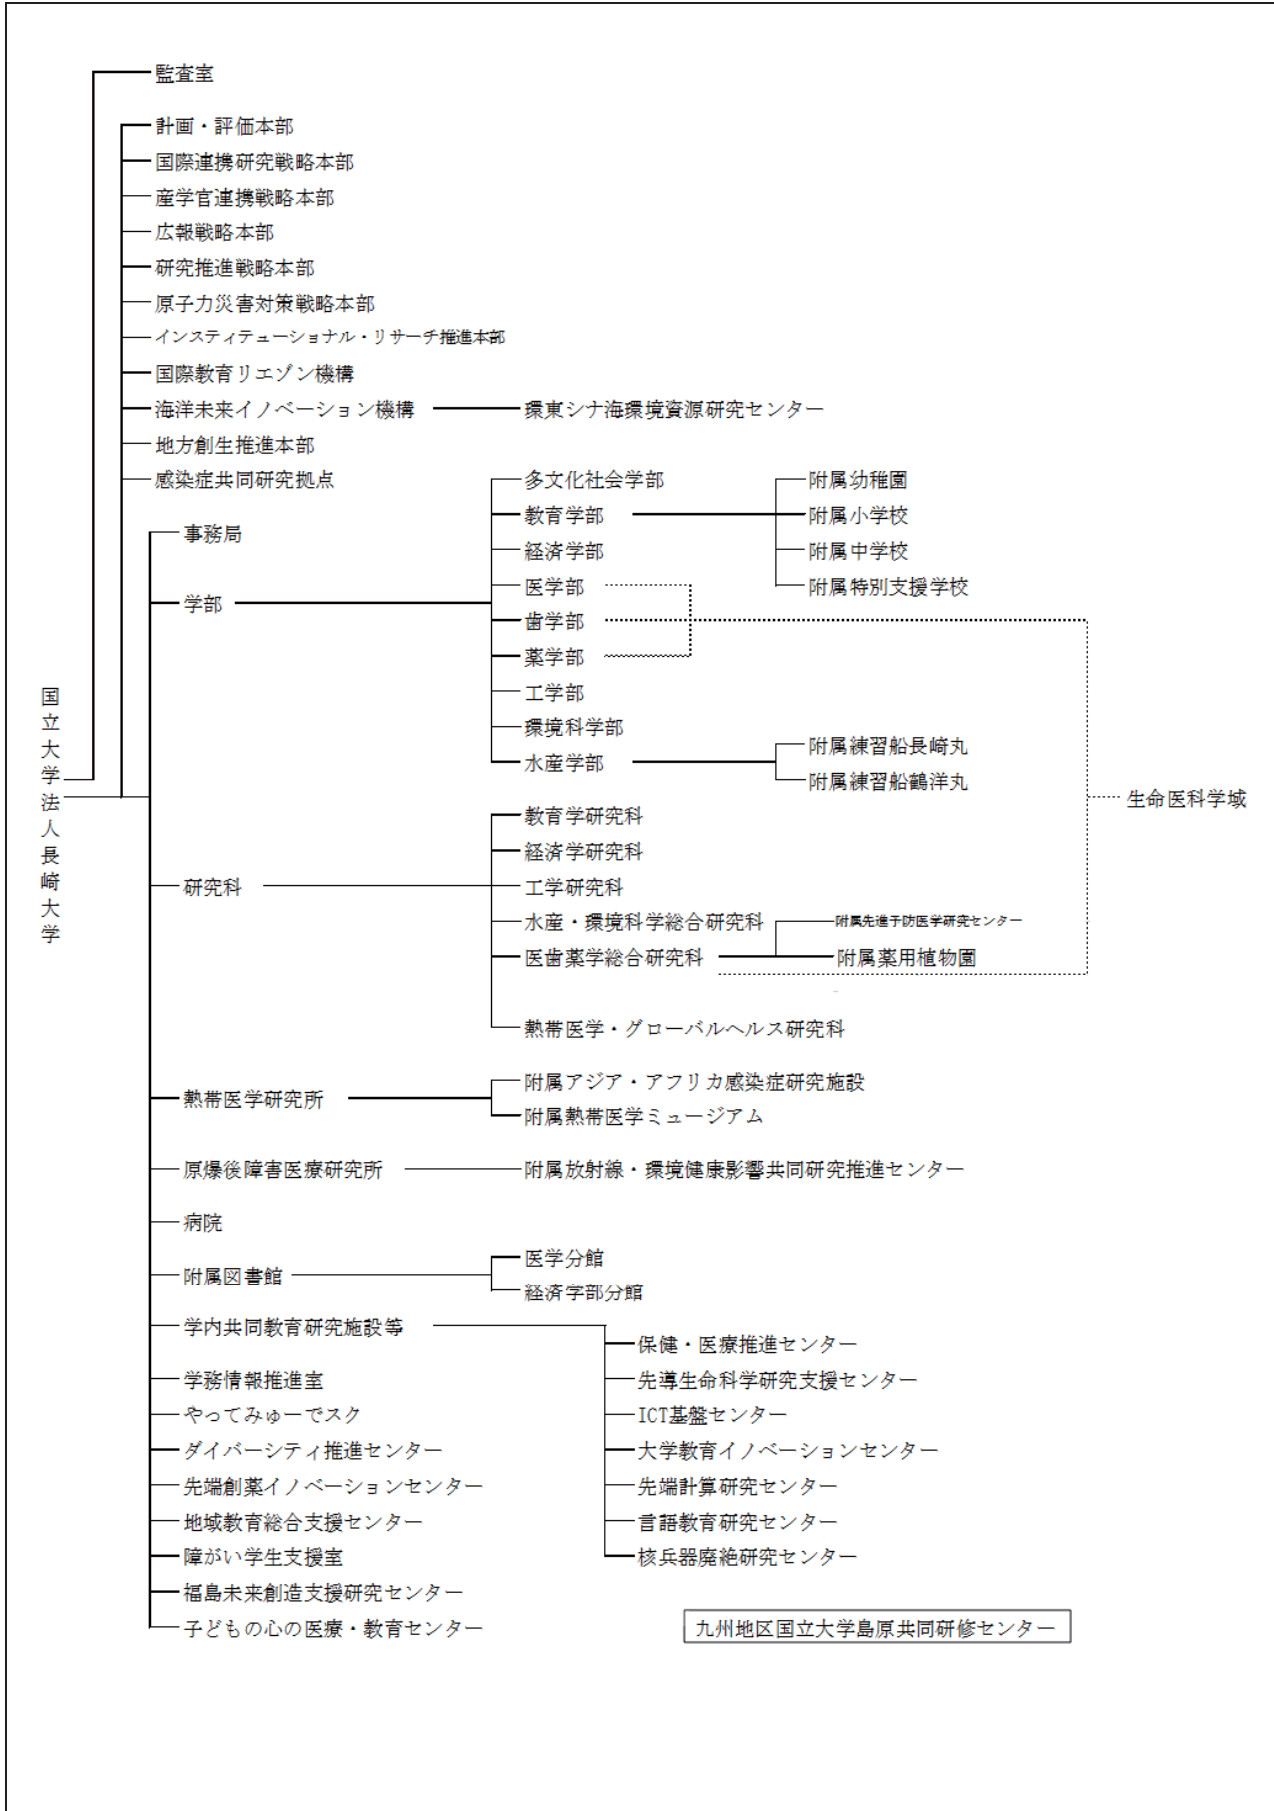 監査室
計画・評価本部
国際連携研究戦略本部
産学官連携戦略本部
広報戦略本部
研究推進戦略本部
原子力災害対策戦略本部
インスティテューショナル・リサーチ推進本部
国際教育リエゾン機構
海洋未来イノベーション機構
環東シナ海環境資源研究センター
地方創生推進本部
感染症共同研究拠点
国立大学法人長崎大学
事務局
学部
多文化社会学部
教育学部
附属幼稚園
附属小学校
附属中学校
附属特別支援学校
経済学部
医学部
歯学部
薬学部
工学部
環境科学部
水産学部
附属練習船長崎丸
附属練習船鶴洋丸
生命医科学域
研究科
教育学研究科
経済学研究科
工学研究科
水産・環境科学総合研究科
医歯薬学総合研究科
附属先進予防医学研究センター
附属薬用植物園
熱帯医学・グローバルヘルス研究科
熱帯医学研究所
附属アジア・アフリカ感染症研究施設
附属熱帯医学ミュージアム
原爆後障害医療研究所
附属放射線・環境健康影響共同研究推進センター
病院
附属図書館
医学分館
経済学部分館
学内共同教育研究施設等
保健・医療推進センター
先導生命科学研究支援センター
ICT基盤センター
大学教育イノベーションセンター
先端計算研究センター
言語教育研究センター
核兵器廃絶研究センター
学務情報推進室
やってみゅーでスク
ダイバーシティ推進センター
先端創薬イノベーションセンター
地域教育総合支援センター
障がい学生支援室
福島未来創造支援研究センター
子どもの心の医療・教育センター
九州地区国立大学島原共同研修センター